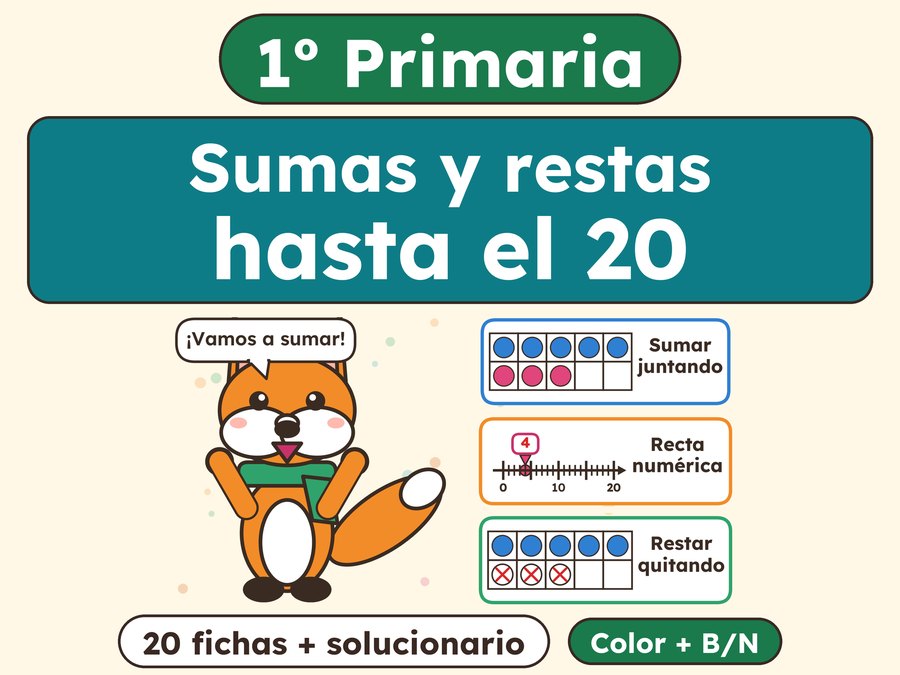 1º Primaria
Sumas y restas
hasta el 20
¡Vamos a sumar!
Sumar
juntando
4
0 10 20
Recta
numérica
Restar
quitando
20 fichas + solucionario
Color + B/N